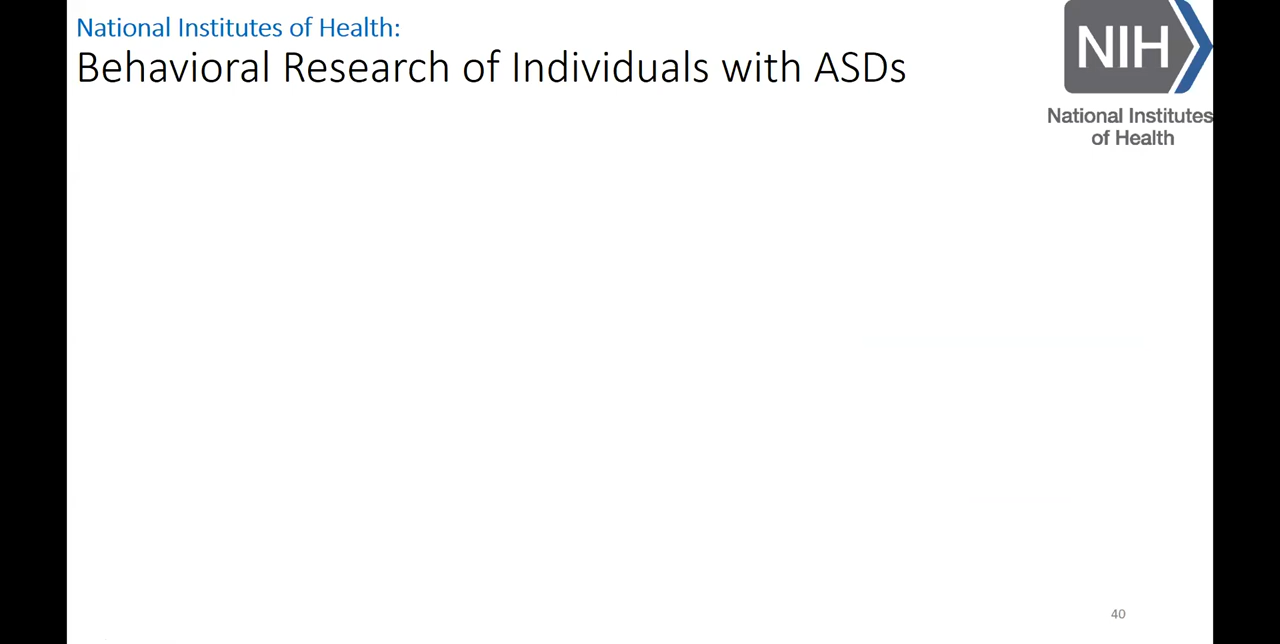 National Institutes of Health:
Behavioral Research of Individuals with ASDs
NIH
National Institutes
of Health
40